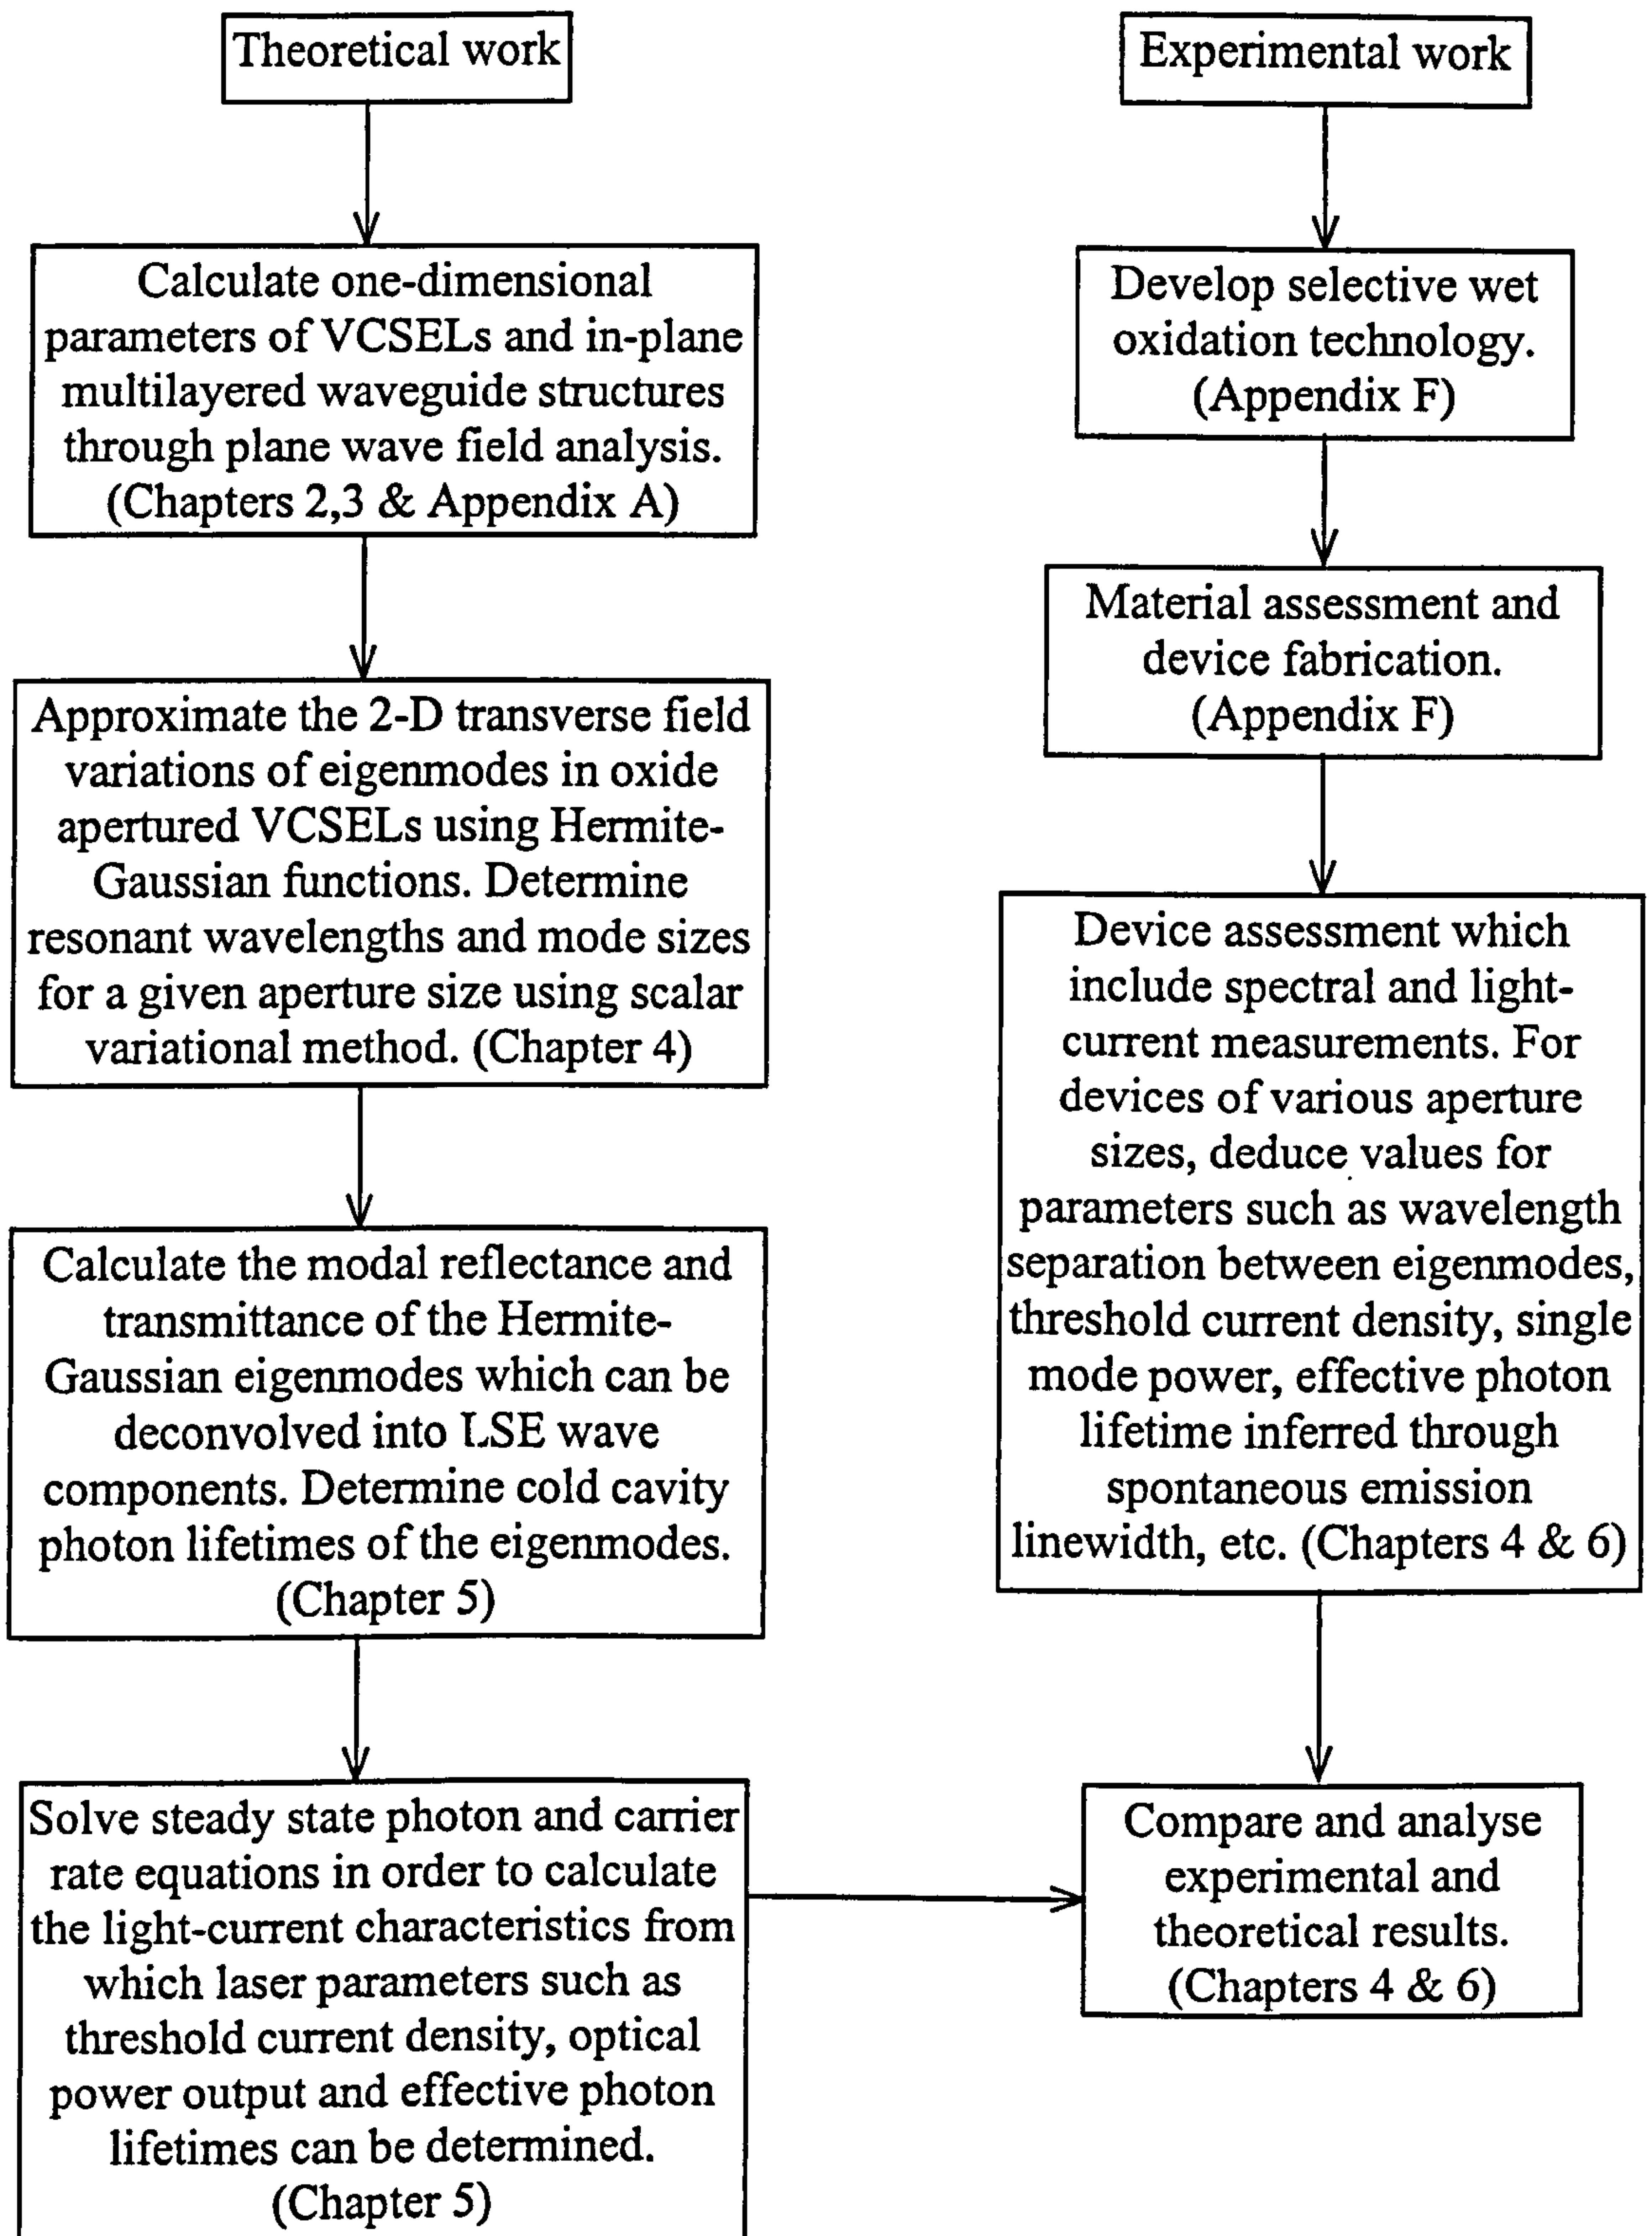 Theoretical work
Calculate one-dimensional
parameters of VCSELs and in-plane
multilayered waveguide structures
through plane wave field analysis.
(Chapters 2,3 & Appendix A)
Approximate the 2-D transverse field
variations of eigenmodes in oxide
apertured VCSELs using Hermite-
Gaussian functions. Determine
resonant wavelengths and mode sizes
for a given aperture size using scalar
variational method. (Chapter 4)
Calculate the modal reflectance and
transmittance of the Hermite-
Gaussian eigenmodes which can be
deconvolved into LSE wave
components. Determine cold cavity
photon lifetimes of the eigenmodes.
(Chapter 5)
Solve steady state photon and carrier
rate equations in order to calculate
the light-current characteristics from
which laser parameters such as
threshold current density, optical
power output and effective photon
lifetimes can be determined.
(Chapter 5)
Experimental work
Develop selective wet
oxidation technology.
(Appendix F)
Material assessment and
device fabrication.
(Appendix F)
Device assessment which
include spectral and light-
current measurements. For
devices of various aperture
sizes, deduce values for
parameters such as wavelength
separation between eigenmodes,
threshold current density, single
mode power, effective photon
lifetime inferred through
spontaneous emission
linewidth, etc. (Chapters 4 & 6)
Compare and analyse
experimental and
theoretical results.
(Chapters 4 & 6)